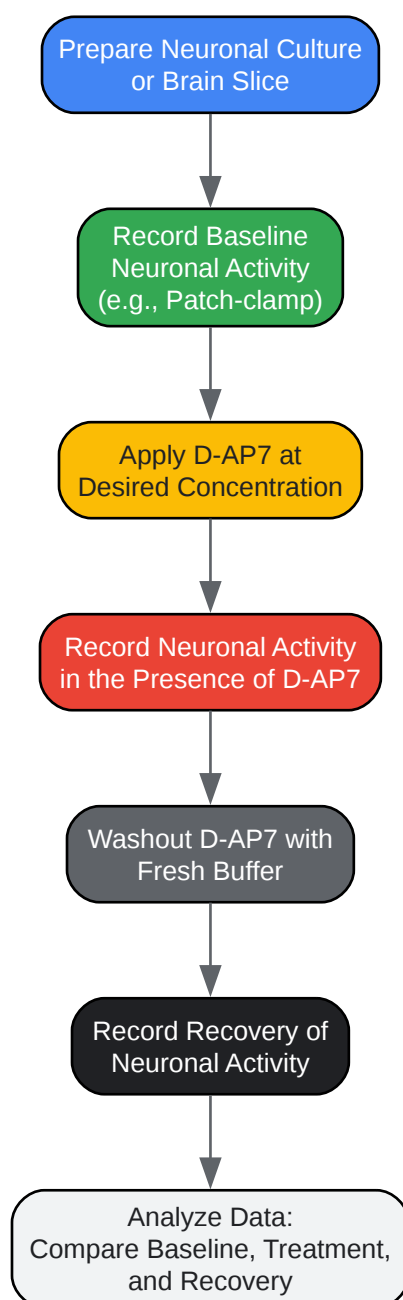 Prepare Neuronal Culture
or Brain Slice
Record Baseline
Neuronal Activity
(e.g., Patch-clamp)
Apply D-AP7 at
Desired Concentration
Record Neuronal Activity
in the Presence of D-AP7
Washout D-AP7 with
Fresh Buffer
Record Recovery of
Neuronal Activity
Analyze Data:
Compare Baseline, Treatment,
and Recovery